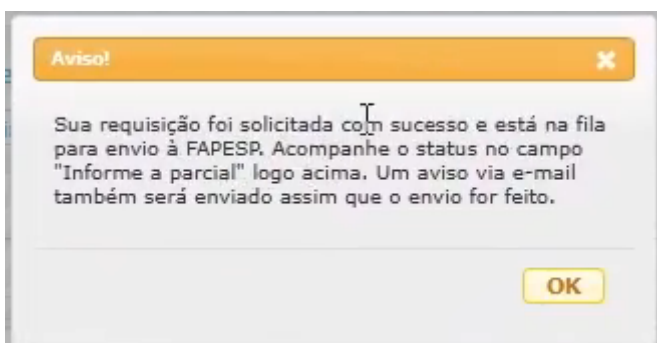 Aviso!
Sua requisição foi solicitada com sucesso e está na fila
para envio à FAPESP. Acompanhe o status no campo
"Informe a parcial" logo acima. Um aviso via e-mail
também será enviado assim que o envio for feito.
OK